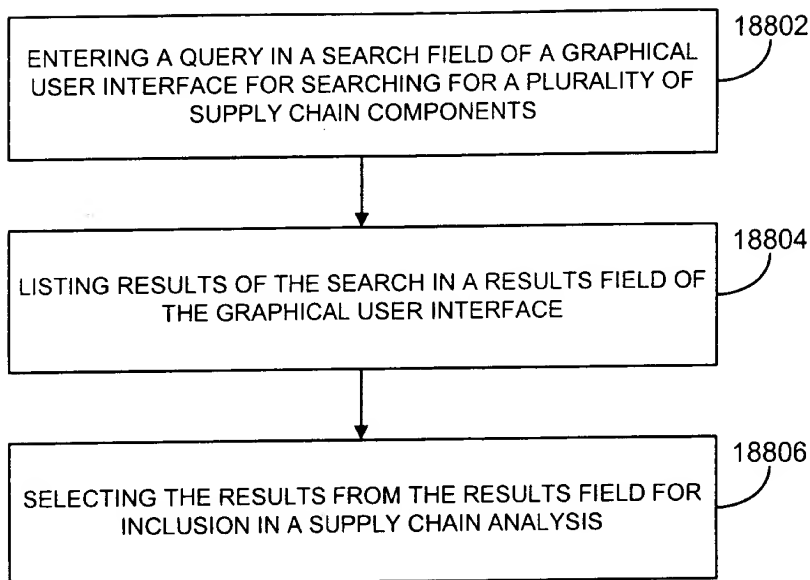 18802
ENTERING A QUERY IN A SEARCH FIELD OF A GRAPHICAL
USER INTERFACE FOR SEARCHING FOR A PLURALITY OF
SUPPLY CHAIN COMPONENTS
18804
LISTING RESULTS OF THE SEARCH IN A RESULTS FIELD OF
THE GRAPHICAL USER INTERFACE
18806
SELECTING THE RESULTS FROM THE RESULTS FIELD FOR
INCLUSION IN A SUPPLY CHAIN ANALYSIS